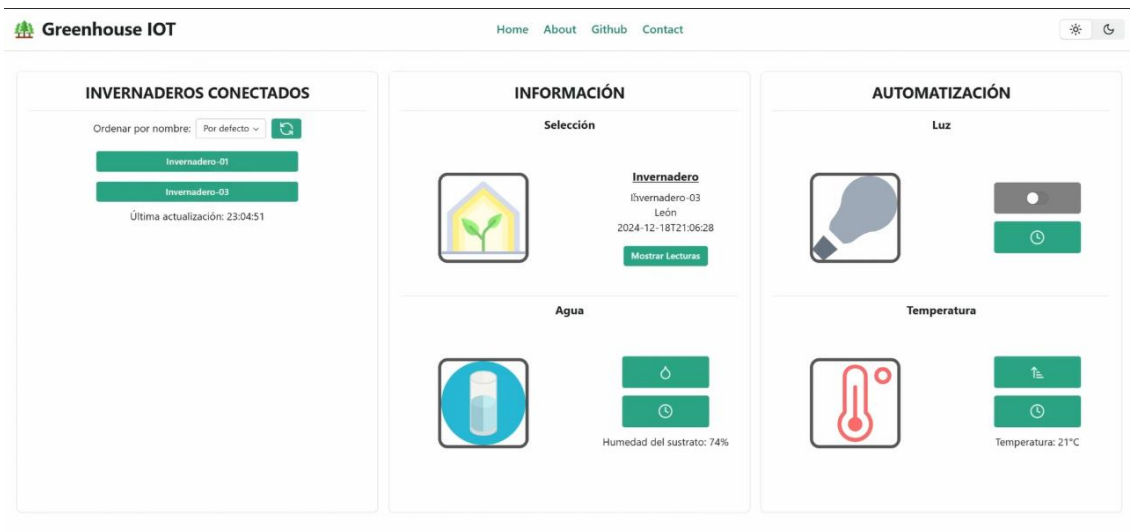 Greenhouse IOT
Home About Github Contact
INVERNADEROS CONECTADOS
Ordenar por nombre: Por defecto
Invernadero-01
Invernadero-03
Última actualización: 23:04:51
INFORMACIÓN
Selección
Invernadero
Invernadero-03
León
2024-12-18T21:06:28
Mostrar Lecturas
Agua
Humedad del sustrato: 74%
AUTOMATIZACIÓN
Luz
Temperatura
Temperatura: 21°C